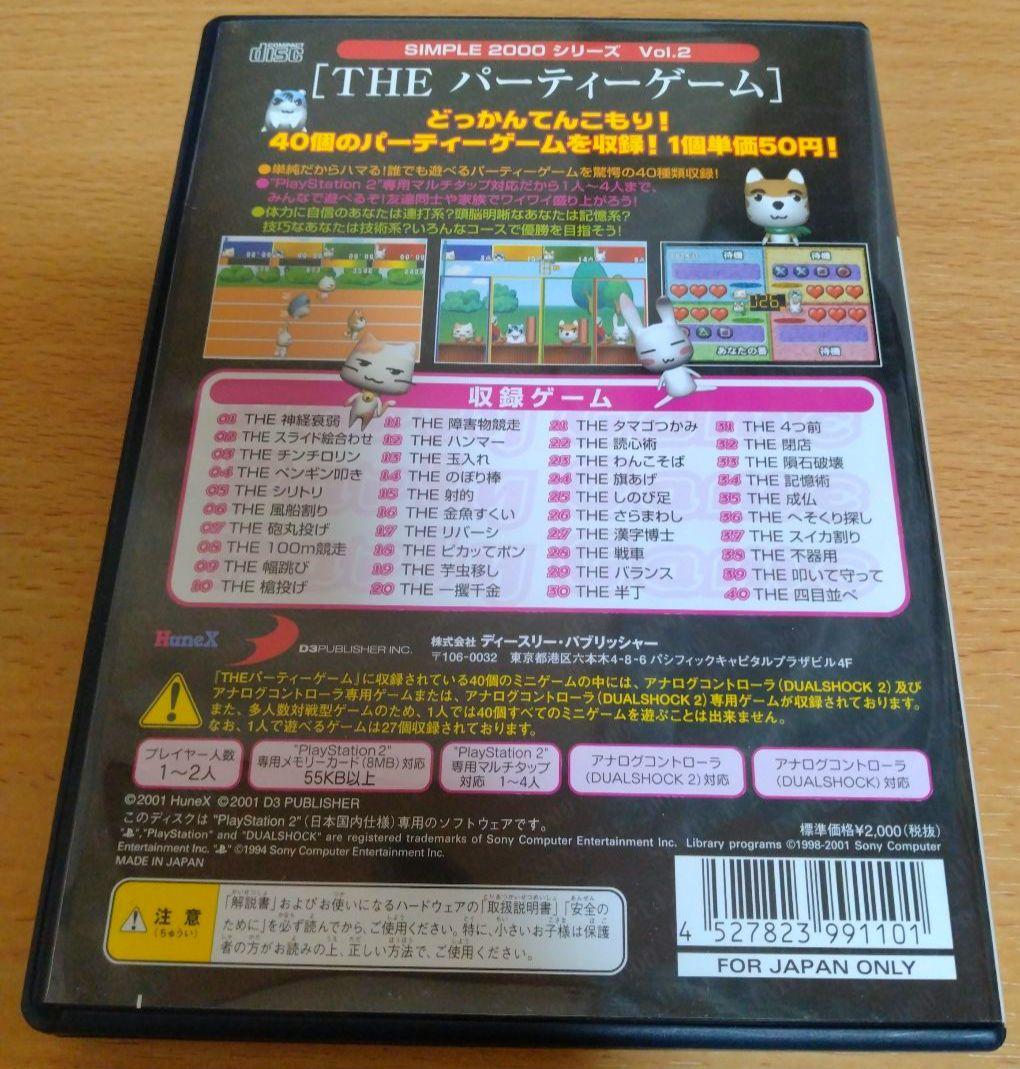 COMPACT
disc
SIMPLE 2000 シリーズ Vol.2
[THE パーティーゲーム]
どっかんてんこもり!
40個のパーティーゲームを収録!1個単価50円!
●単純だからハマる!誰でも遊べるパーティーゲームを驚愕の40種類収録!
●"PlayStation 2"専用マルチタップ対応だから1人〜4人まで、
みんなで遊べるぞ!友達同士や家族でワイワイ盛り上がろう!
●体力に自信のあなたは連打系?頭脳明晰なあなたは記憶系?
技巧なあなたは技術系?いろんなコースで優勝を目指そう!
待機
待機
026
あなたの番
待機
収録ゲーム
01 THE 神経衰弱
02 THE スライド絵合わせ
03 THE チンチロリン
04 THE ペンギン叩き
05 THE シリトリ
06 THE 風船割り
07 THE 砲丸投げ
08 THE 100m競走
09 THE 幅跳び
10 THE 槍投げ
11 THE 障害物競走
12 THE ハンマー
13 THE 玉入れ
14 THE のぼり棒
15 THE 射的
16 THE 金魚すくい
17 THE リバーシ
18 THE ピカッてポン
19 THE 芋虫移し
20 THE 一攫千金
21 THE タマゴつかみ
22 THE 読心術
23 THE わんこそば
24 THE 旗あげ
25 THE しのび足
26 THE さらまわし
27 THE 漢字博士
28 THE 戦車
29 THE バランス
30 THE 半丁
31 THE 4つ前
32 THE 閉店
33 THE 隕石破壊
34 THE 記憶術
35 THE 成仏
36 THE へそくり探し
37 THE スイカ割り
38 THE 不器用
39 THE 叩いて守って
40 THE 四目並べ
HuneX
D3PUBLISHER INC.
株式会社 ディースリー・パブリッシャー
〒106-0032 東京都港区六本木4-8-6 パシフィックキャピタルプラザビル4F
『THEパーティーゲーム』に収録されている40個のミニゲームの中には、アナログコントローラ(DUALSHOCK 2)及び
アナログコントローラ専用ゲームまたは、アナログコントローラ(DUALSHOCK 2)専用ゲームが収録されております。
また、多人数対戦型ゲームのため、1人では40個すべてのミニゲームを遊ぶことは出来ません。
なお、1人で遊べるゲームは27個収録されております。
プレイヤー人数
1〜2人
"PlayStation 2"
専用メモリーカード(8MB)対応
55KB以上
"PlayStation 2"
専用マルチタップ
対応 1〜4人
アナログコントローラ
(DUALSHOCK 2)対応
アナログコントローラ
(DUALSHOCK)対応
©2001 HuneX ©2001 D3 PUBLISHER
このディスクは"PlayStation 2"(日本国内仕様)専用のソフトウェアです。
標準価格¥2,000(税抜)
"PS","PlayStation" and "DUALSHOCK" are registered trademarks of Sony Computer Entertainment Inc. Library programs ©1998-2001 Sony Computer
Entertainment Inc. "PS" ©1994 Sony Computer Entertainment Inc.
MADE IN JAPAN
注意
(ちゅうい)
「解説書」およびお使いになるハードウェアの「取扱説明書」「安全の
ために」を必ず読んでから、ご使用ください。特に、小さいお子様は保護
者の方がお読みの上、正しい方法で、ご使用ください。
4 527823 991101
FOR JAPAN ONLY